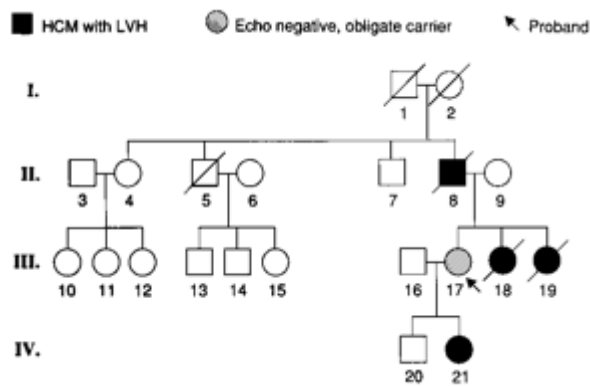 HCM with LVH Echo negative, obligate carrier Proband
I.
1 2
II.
3 4 5 6 7 8 9
III.
10 11 12 13 14 15 16 17 18 19
IV.
20 21